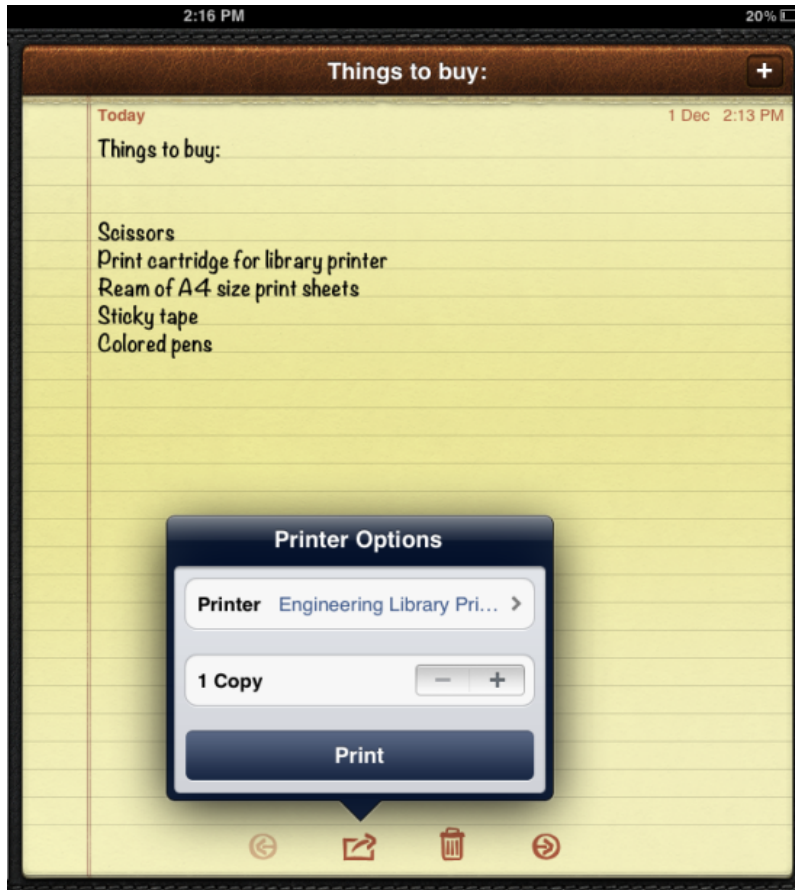 2:16 PM 20%
Things to buy: +
Today 1 Dec 2:13 PM
Things to buy:
Scissors
Print cartridge for library printer
Ream of A4 size print sheets
Sticky tape
Colored pens
Printer Options
Printer Engineering Library Pri... >
1 Copy − +
Print